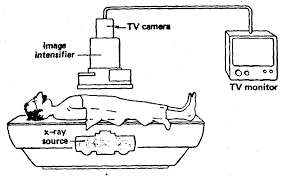 TV camera
Image
intensifier
TV monitor
x-ray
source